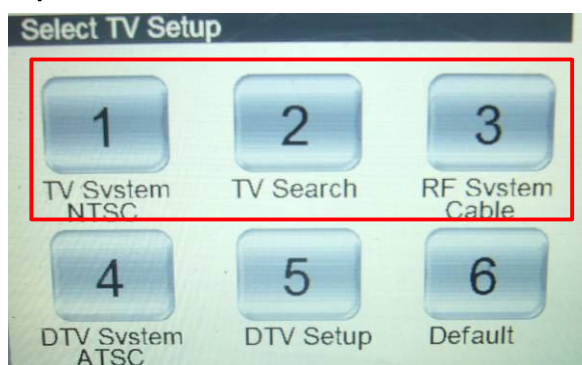 Select TV Setup
1 2 3
TV System TV Search RF System
NTSC Cable
4 5 6
DTV System DTV Setup Default
ATSC